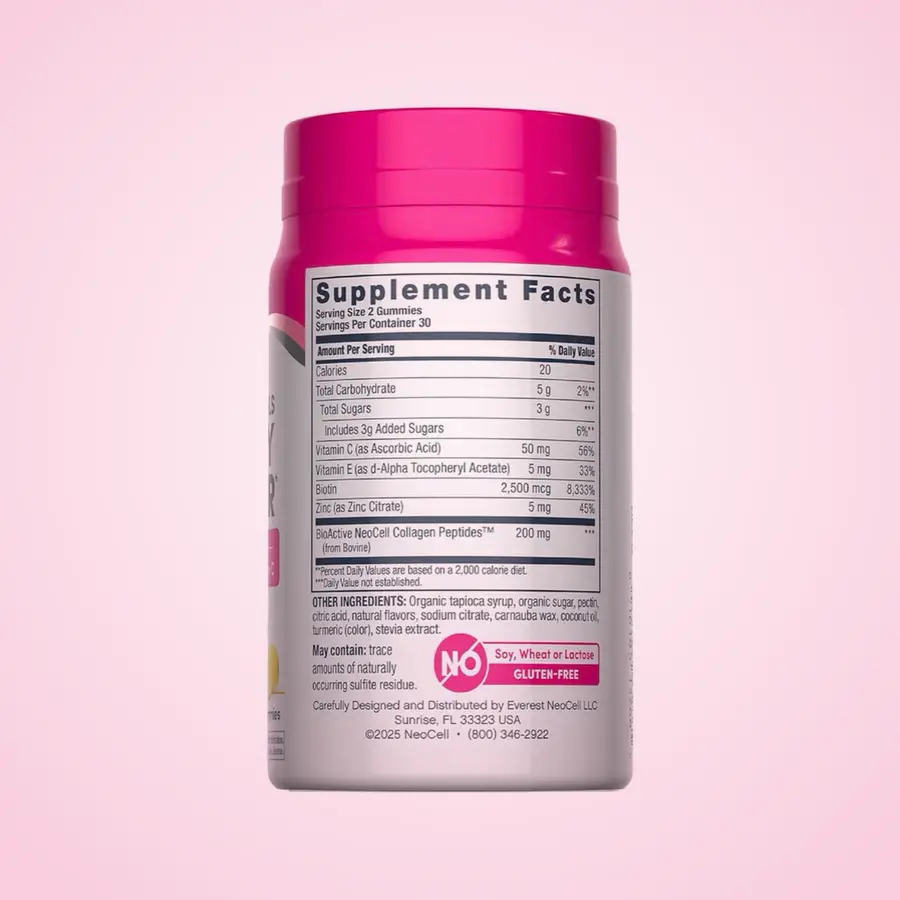 Supplement Facts
Serving Size 2 Gummies
Servings Per Container 30
Amount Per Serving % Daily Value
Calories 20
Total Carbohydrate 5 g 2%**
Total Sugars 3 g ***
Includes 3g Added Sugars 6%**
Vitamin C (as Ascorbic Acid) 50 mg 56%
Vitamin E (as d-Alpha Tocopheryl Acetate) 5 mg 33%
Biotin 2,500 mcg 8,333%
Zinc (as Zinc Citrate) 5 mg 45%
BioActive NeoCell Collagen Peptides™ 200 mg ***
(from Bovine)
**Percent Daily Values are based on a 2,000 calorie diet.
***Daily Value not established.
OTHER INGREDIENTS: Organic tapioca syrup, organic sugar, pectin,
citric acid, natural flavors, sodium citrate, carnauba wax, coconut oil,
turmeric (color), stevia extract.
May contain: trace
amounts of naturally
occurring sulfite residue.
NO
Soy, Wheat or Lactose
GLUTEN-FREE
Carefully Designed and Distributed by Everest NeoCell LLC
Sunrise, FL 33323 USA
©2025 NeoCell • (800) 346-2922